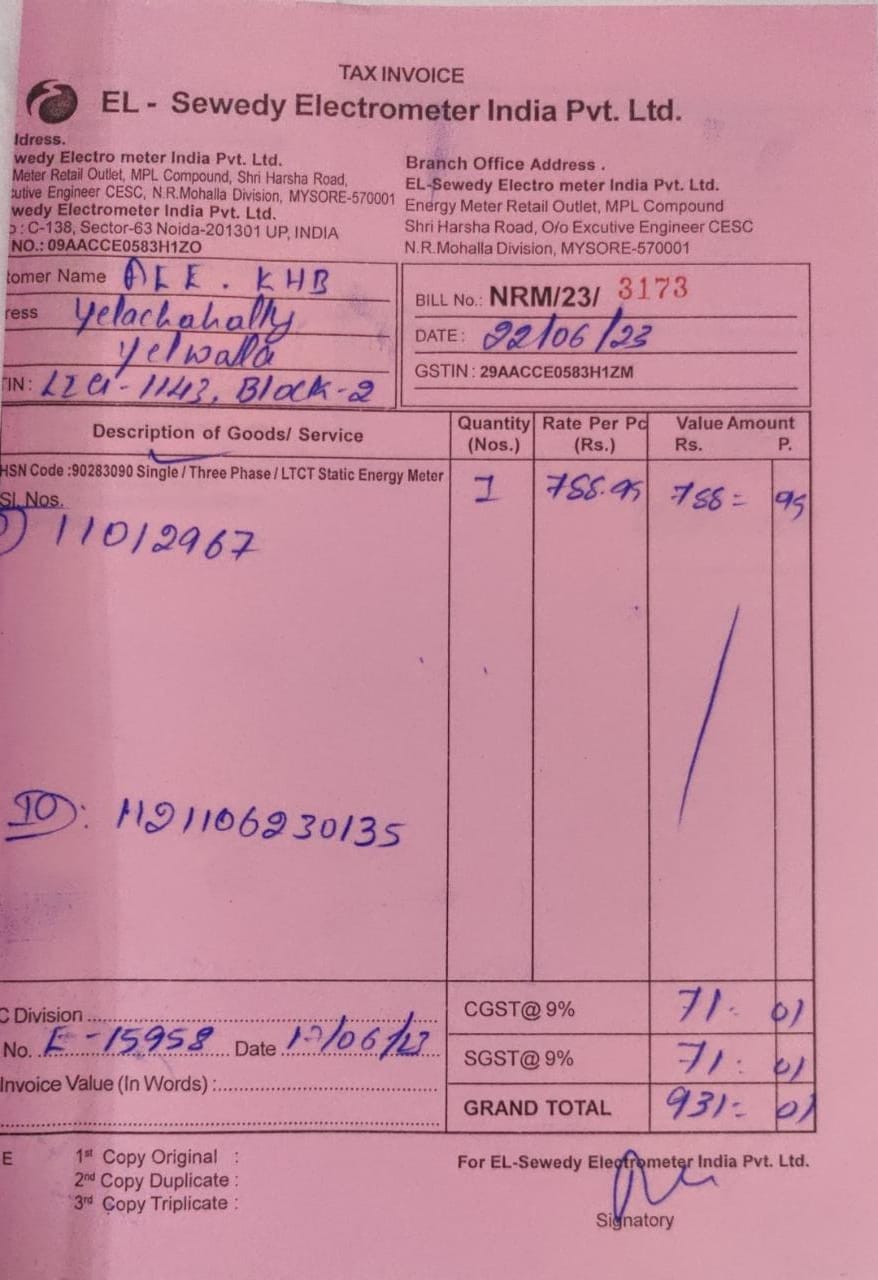 TAX INVOICE
EL - Sewedy Electrometer India Pvt. Ltd.
ldress.
wedy Electro meter India Pvt. Ltd.
Meter Retail Outlet, MPL Compound, Shri Harsha Road,
utive Engineer CESC, N.R.Mohalla Division, MYSORE-570001
wedy Electrometer India Pvt. Ltd.
: C-138, Sector-63 Noida-201301 UP, INDIA
NO.: 09AACCE0583H1ZO
Branch Office Address .
EL-Sewedy Electro meter India Pvt. Ltd.
Energy Meter Retail Outlet, MPL Compound
Shri Harsha Road, O/o Excutive Engineer CESC
N.R.Mohalla Division, MYSORE-570001
tomer Name AEE. KHB
ress Yelachahally
Yelwalla
TIN: LIG-1143, Block-2
BILL No.: NRM/23/ 3173
DATE: 22/06/23
GSTIN : 29AACCE0583H1ZM
Description of Goods/ Service
Quantity (Nos.)
Rate Per Pc (Rs.)
Value Amount
Rs. P.
HSN Code :90283090 Single / Three Phase / LTCT Static Energy Meter
1 788.95 788= 95
Sl. Nos.
11012967
ID: 1121106230135
C Division
No. E-15958 Date /06/23
Invoice Value (In Words) :
CGST@ 9% 71- 01
SGST@ 9% 71: 01
GRAND TOTAL 931- 01
E 1st Copy Original :
2nd Copy Duplicate :
3rd Copy Triplicate :
For EL-Sewedy Electrometer India Pvt. Ltd.
Signatory